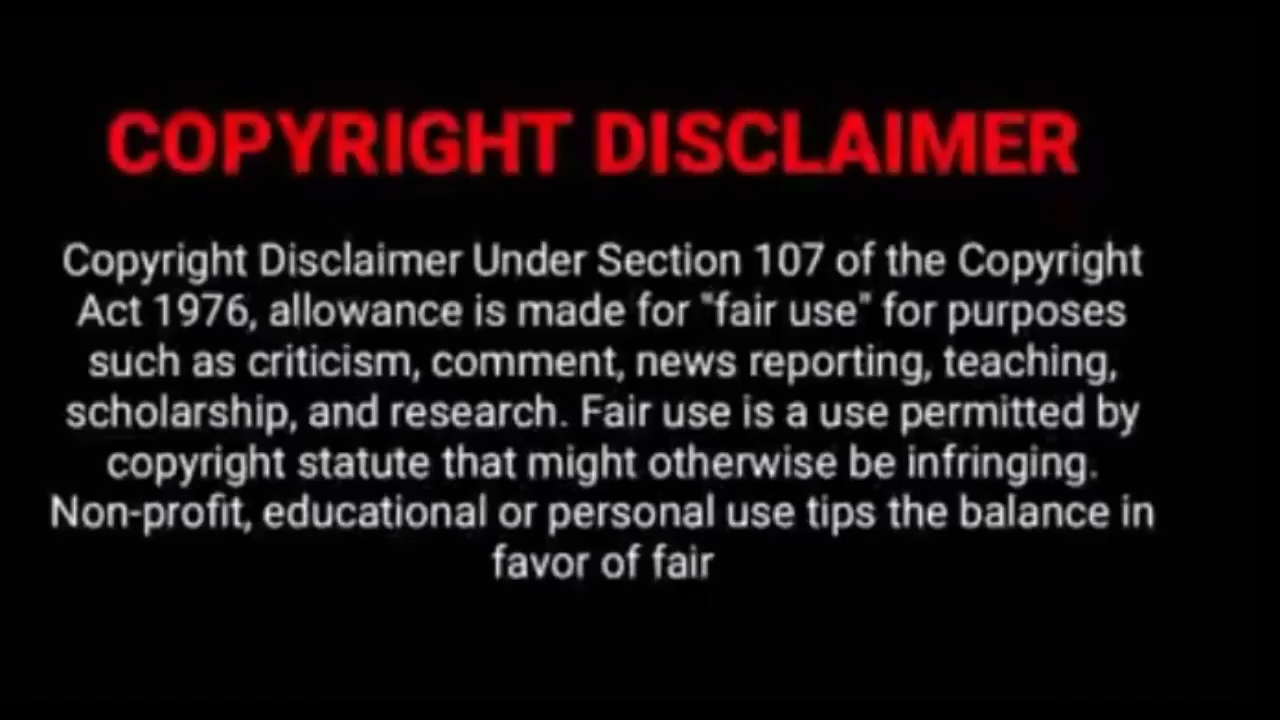 COPYRIGHT DISCLAIMER
Copyright Disclaimer Under Section 107 of the Copyright
Act 1976, allowance is made for "fair use" for purposes
such as criticism, comment, news reporting, teaching,
scholarship, and research. Fair use is a use permitted by
copyright statute that might otherwise be infringing.
Non-profit, educational or personal use tips the balance in
favor of fair